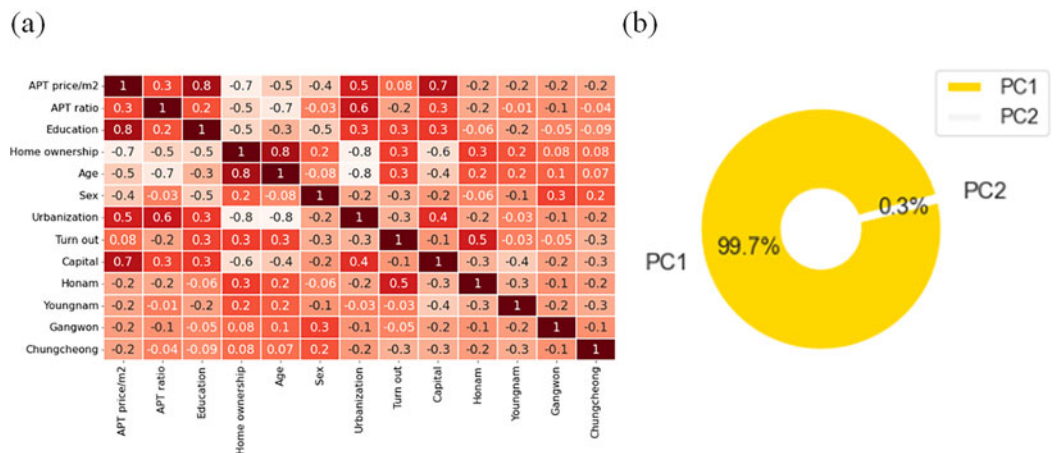 (a)
(b)
APT price/m2 1 0.3 0.8 -0.7 -0.5 -0.4 0.5 0.08 0.7 -0.2 -0.2 -0.2 -0.2
APT ratio 0.3 1 0.2 -0.5 -0.7 -0.03 0.6 -0.2 0.3 -0.2 -0.01 -0.1 -0.04
Education 0.8 0.2 1 -0.5 -0.3 -0.5 0.3 0.3 0.3 -0.06 -0.2 -0.05 -0.09
Home ownership -0.7 -0.5 -0.5 1 0.8 0.2 -0.8 0.3 -0.6 0.3 0.2 0.08 0.08
Age -0.5 -0.7 -0.3 0.8 1 -0.08 -0.8 0.3 -0.4 0.2 0.2 0.1 0.07
Sex -0.4 -0.03 -0.5 0.2 -0.08 1 -0.2 -0.3 -0.2 -0.06 -0.1 0.3 0.2
Urbanization 0.5 0.6 0.3 -0.8 -0.8 -0.2 1 -0.3 0.4 -0.2 -0.03 -0.1 -0.2
Turn out 0.08 -0.2 0.3 0.3 0.3 -0.3 -0.3 1 -0.1 0.5 -0.03 -0.05 -0.3
Capital 0.7 0.3 0.3 -0.6 -0.4 -0.2 0.4 -0.1 1 -0.3 -0.4 -0.2 -0.3
Honam -0.2 -0.2 -0.06 0.3 0.2 -0.06 -0.2 0.5 -0.3 1 -0.3 -0.1 -0.2
Youngnam -0.2 -0.01 -0.2 0.2 0.2 -0.1 -0.03 -0.03 -0.4 -0.3 1 -0.2 -0.3
Gangwon -0.2 -0.1 -0.05 0.08 0.1 0.3 -0.1 -0.05 -0.2 -0.1 -0.2 1 -0.1
Chungcheong -0.2 -0.04 -0.09 0.08 0.07 0.2 -0.2 -0.3 -0.3 -0.2 -0.3 -0.1 1
APT price/m2
APT ratio
Education
Home ownership
Age
Sex
Urbanization
Turn out
Capital
Honam
Youngnam
Gangwon
Chungcheong
PC1
PC2
PC2
0.3%
99.7%
PC1